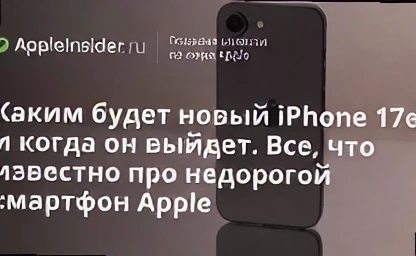 AppleInsider.ru
Каким будет новый iPhone 17e
и когда он выйдет. Все, что
известно про недорогой
смартфон Apple